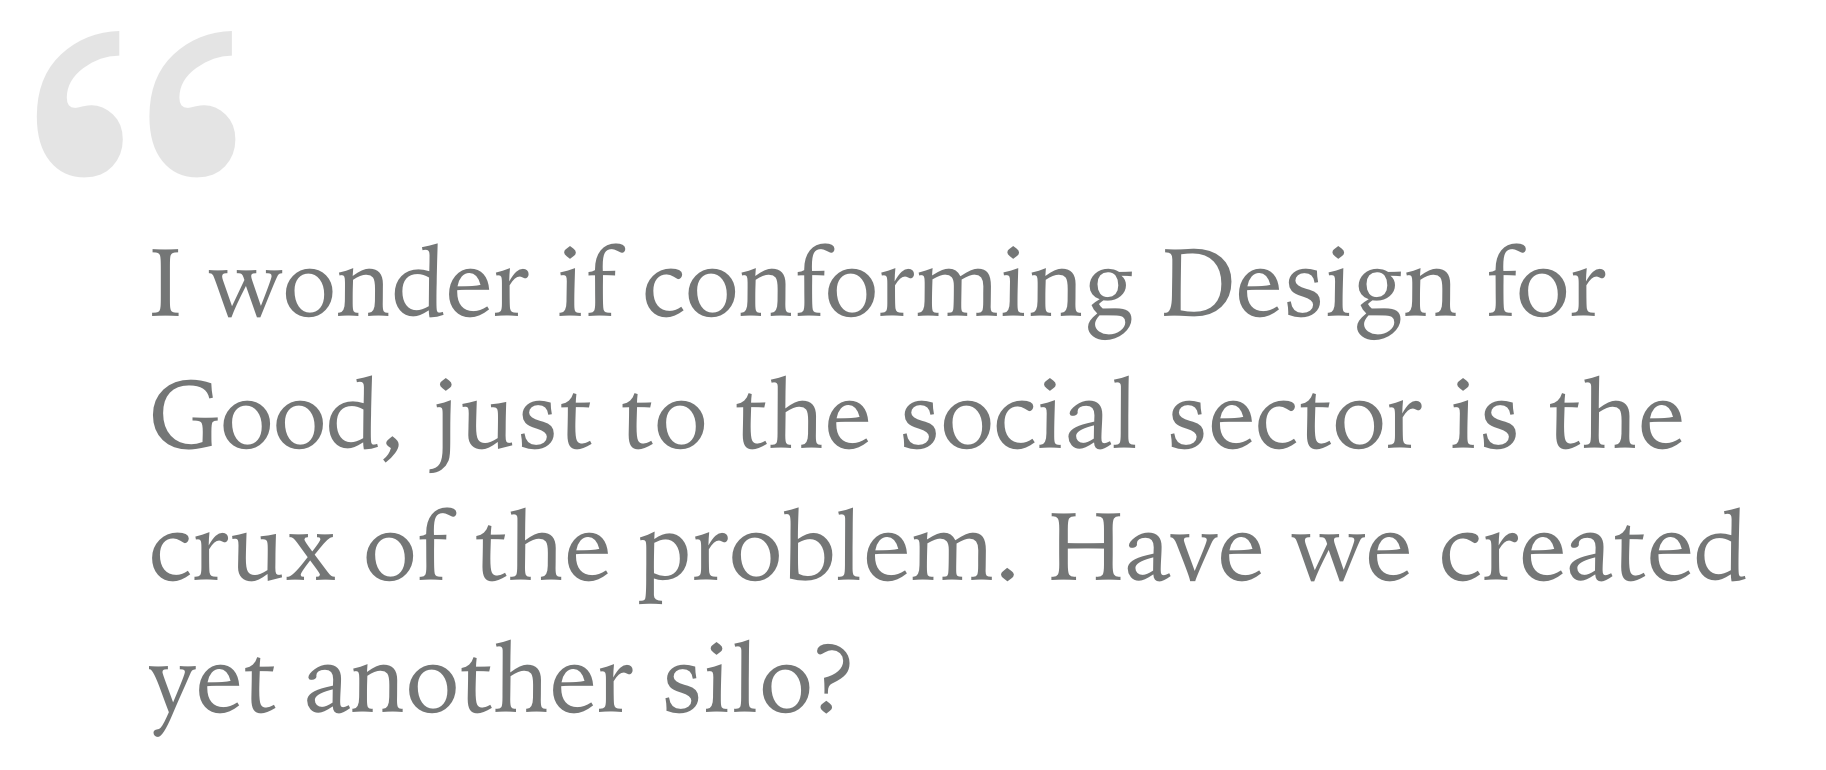 “
I wonder if conforming Design for
Good, just to the social sector is the
crux of the problem. Have we created
yet another silo?